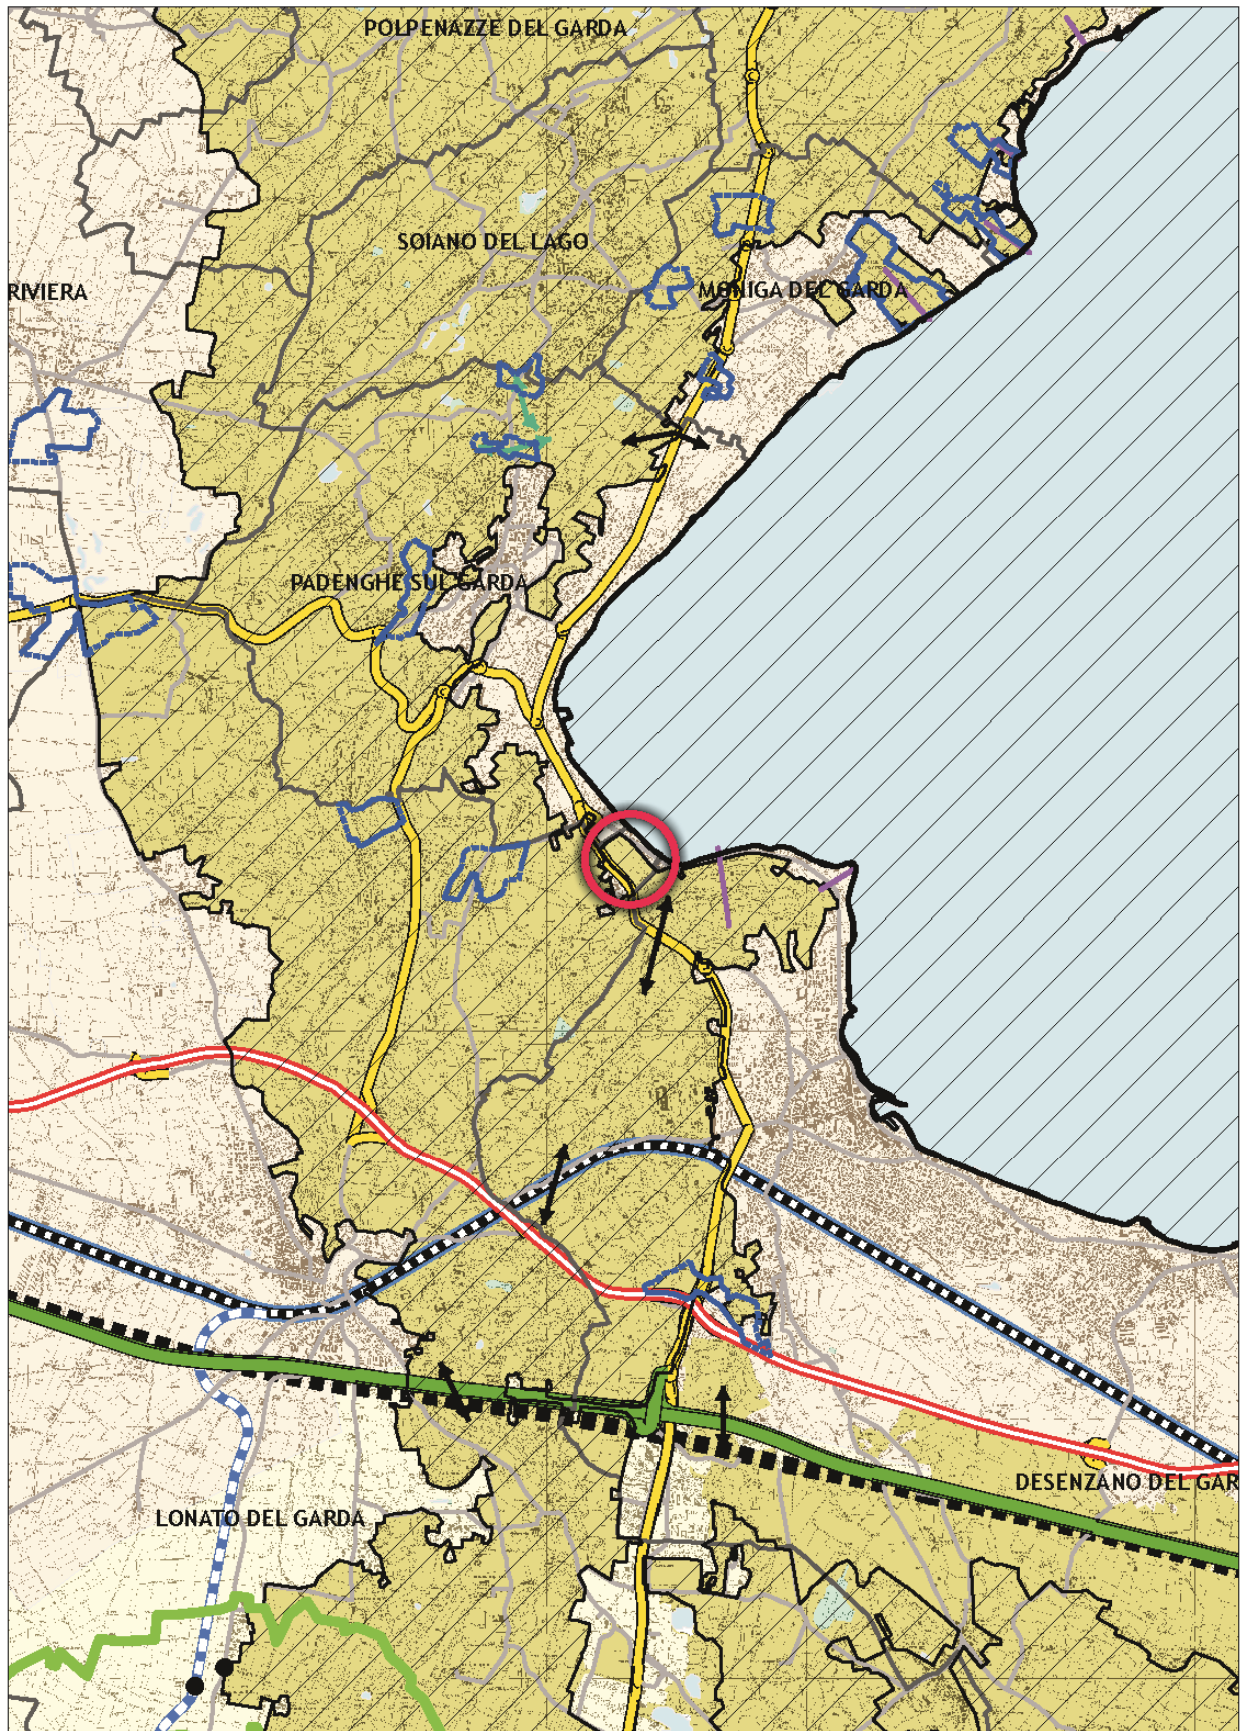 POLPENAZZE DEL GARDA
SOIANO DEL LAGO
RIVIERA
MONIGA DEL GARDA
PADENGHE SUL GARDA
DESENZANO DEL GAR
LONATO DEL GARDA